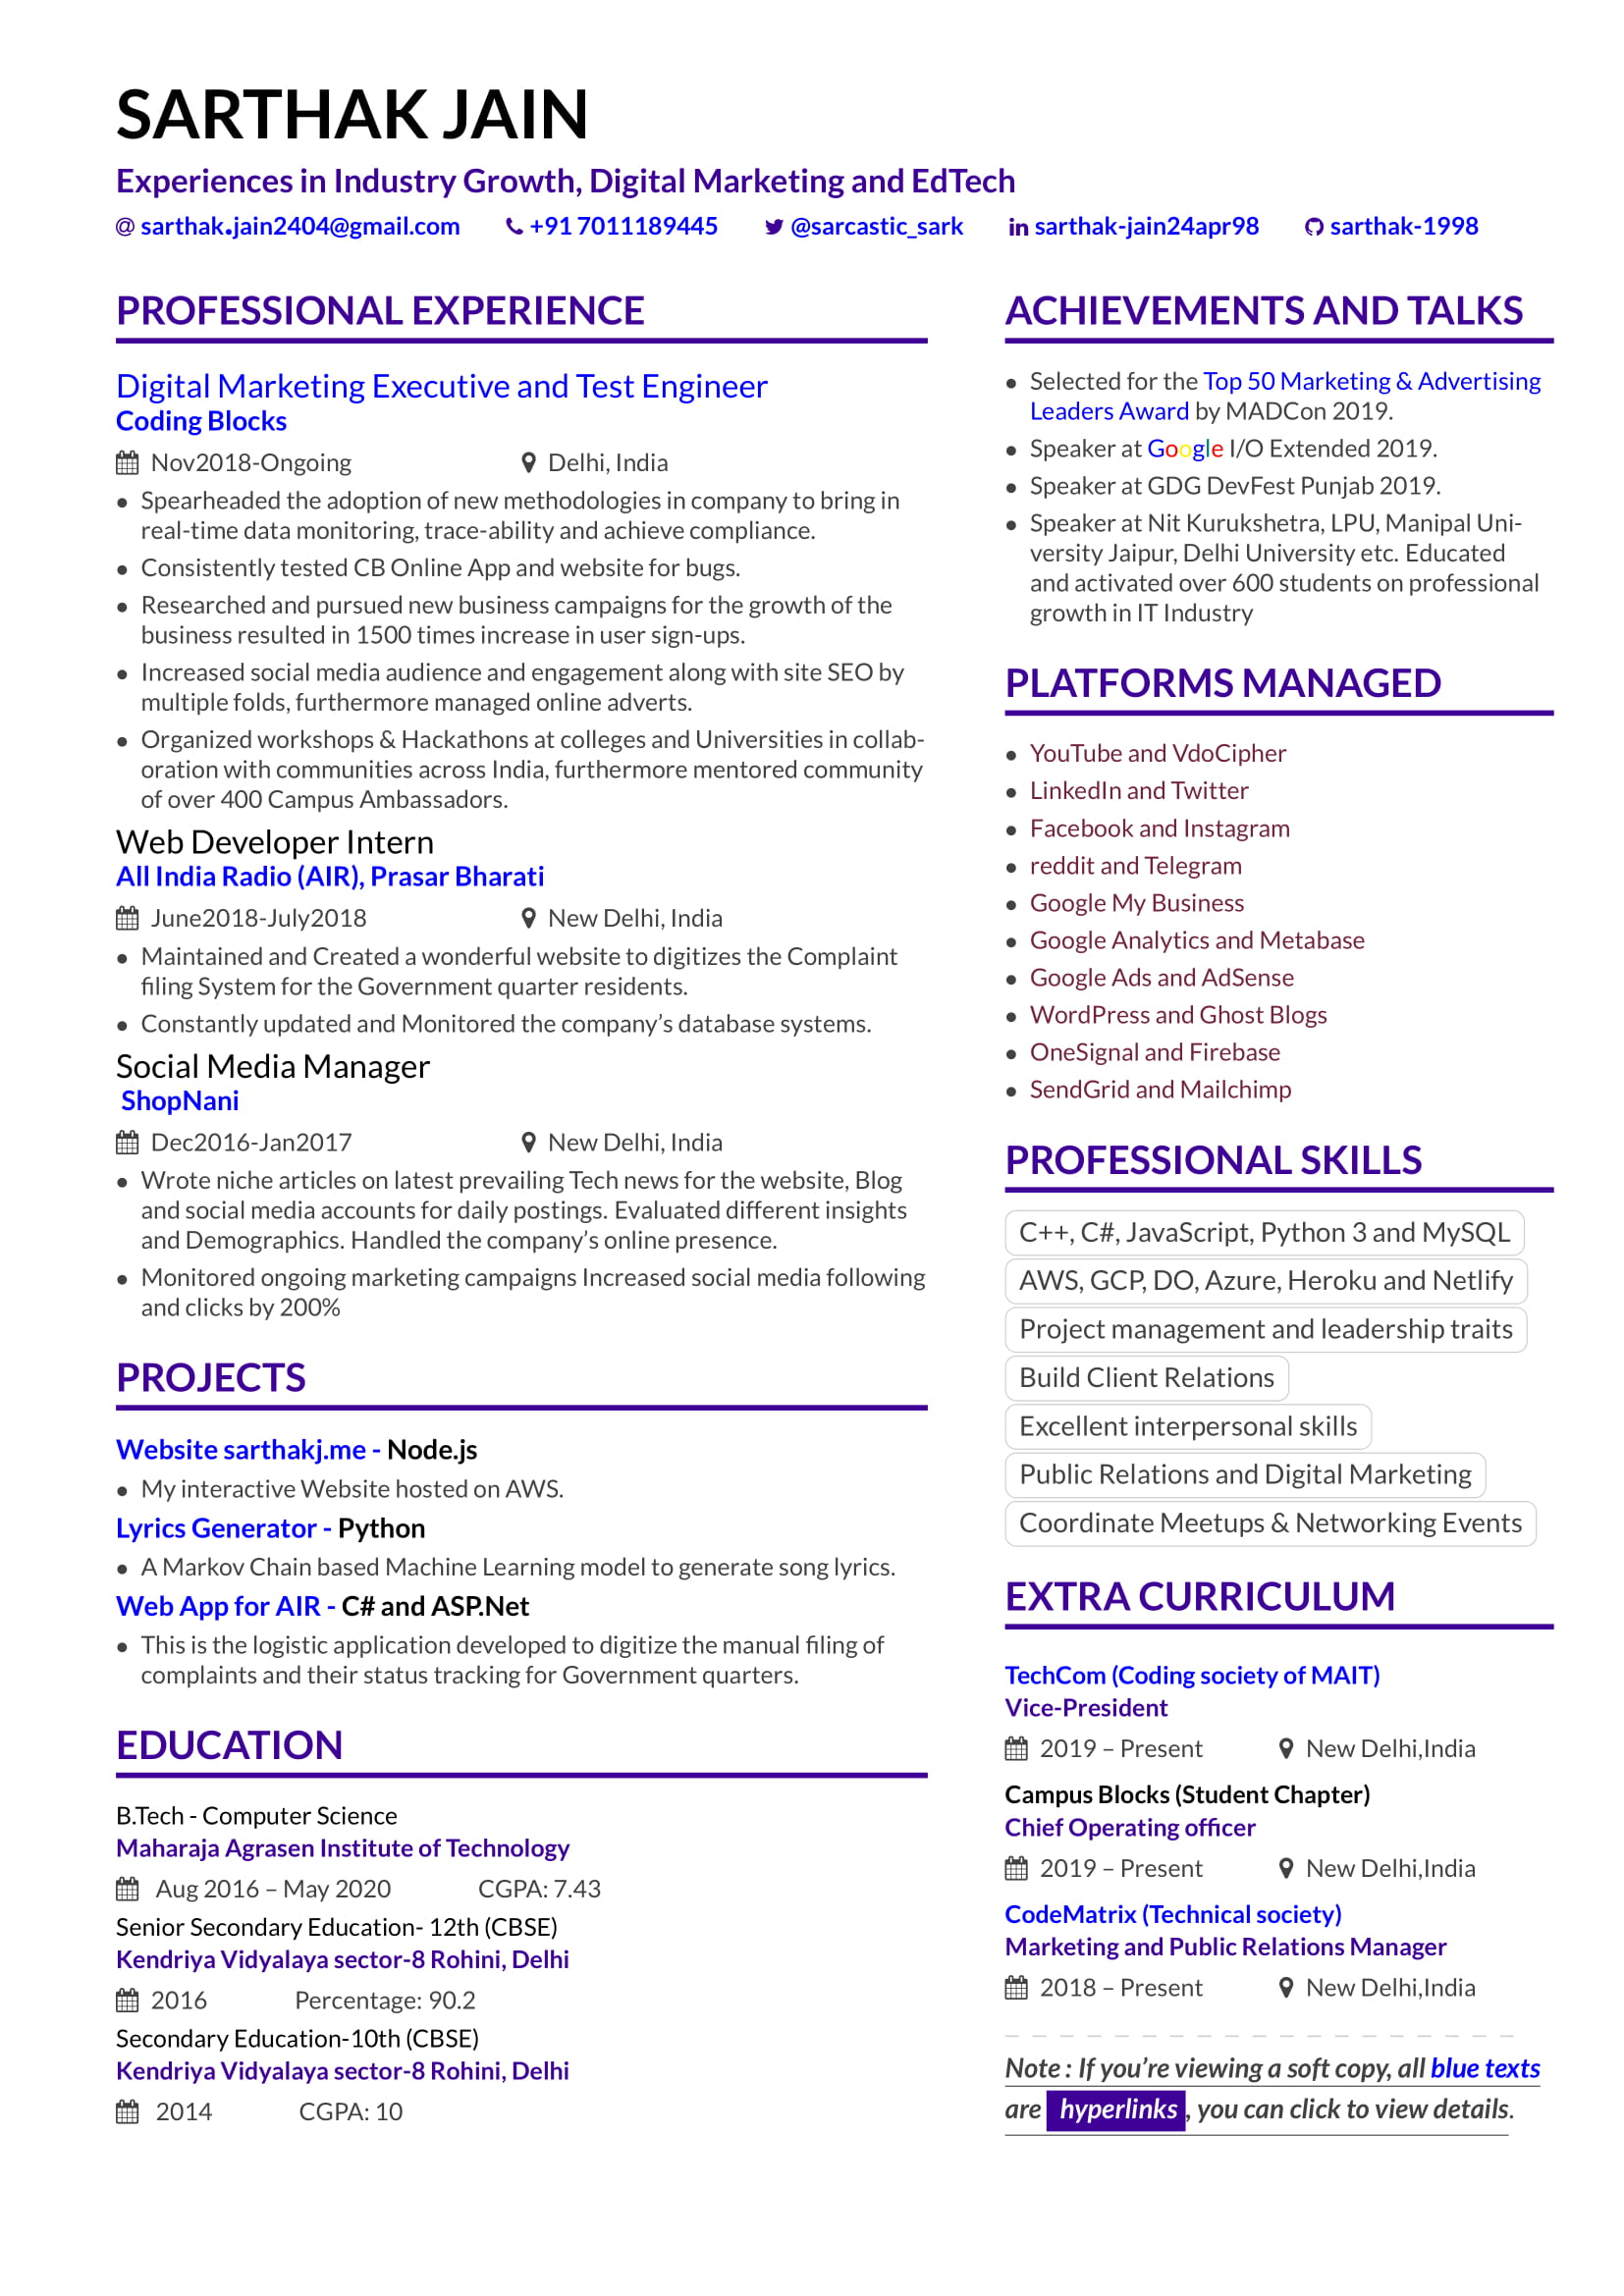 SARTHAK JAIN
Experiences in Industry Growth, Digital Marketing and EdTech
@ sarthak.jain2404@gmail.com +91 7011189445 @sarcastic_sark in sarthak-jain24apr98 sarthak-1998
PROFESSIONAL EXPERIENCE
Digital Marketing Executive and Test Engineer
Coding Blocks
Nov2018-Ongoing Delhi, India
• Spearheaded the adoption of new methodologies in company to bring in
real-time data monitoring, trace-ability and achieve compliance.
• Consistently tested CB Online App and website for bugs.
• Researched and pursued new business campaigns for the growth of the
business resulted in 1500 times increase in user sign-ups.
• Increased social media audience and engagement along with site SEO by
multiple folds, furthermore managed online adverts.
• Organized workshops & Hackathons at colleges and Universities in collab-
oration with communities across India, furthermore mentored community
of over 400 Campus Ambassadors.
Web Developer Intern
All India Radio (AIR), Prasar Bharati
June2018-July2018 New Delhi, India
• Maintained and Created a wonderful website to digitizes the Complaint
filing System for the Government quarter residents.
• Constantly updated and Monitored the company's database systems.
Social Media Manager
ShopNani
Dec2016-Jan2017 New Delhi, India
• Wrote niche articles on latest prevailing Tech news for the website, Blog
and social media accounts for daily postings. Evaluated different insights
and Demographics. Handled the company's online presence.
• Monitored ongoing marketing campaigns Increased social media following
and clicks by 200%
PROJECTS
Website sarthakj.me - Node.js
• My interactive Website hosted on AWS.
Lyrics Generator - Python
• A Markov Chain based Machine Learning model to generate song lyrics.
Web App for AIR - C# and ASP.Net
• This is the logistic application developed to digitize the manual filing of
complaints and their status tracking for Government quarters.
EDUCATION
B.Tech - Computer Science
Maharaja Agrasen Institute of Technology
Aug 2016 – May 2020 CGPA: 7.43
Senior Secondary Education- 12th (CBSE)
Kendriya Vidyalaya sector-8 Rohini, Delhi
2016 Percentage: 90.2
Secondary Education-10th (CBSE)
Kendriya Vidyalaya sector-8 Rohini, Delhi
2014 CGPA: 10
ACHIEVEMENTS AND TALKS
• Selected for the Top 50 Marketing & Advertising
Leaders Award by MADCon 2019.
• Speaker at Google I/O Extended 2019.
• Speaker at GDG DevFest Punjab 2019.
• Speaker at Nit Kurukshetra, LPU, Manipal Uni-
versity Jaipur, Delhi University etc. Educated
and activated over 600 students on professional
growth in IT Industry
PLATFORMS MANAGED
• YouTube and VdoCipher
• LinkedIn and Twitter
• Facebook and Instagram
• reddit and Telegram
• Google My Business
• Google Analytics and Metabase
• Google Ads and AdSense
• WordPress and Ghost Blogs
• OneSignal and Firebase
• SendGrid and Mailchimp
PROFESSIONAL SKILLS
C++, C#, JavaScript, Python 3 and MySQL
AWS, GCP, DO, Azure, Heroku and Netlify
Project management and leadership traits
Build Client Relations
Excellent interpersonal skills
Public Relations and Digital Marketing
Coordinate Meetups & Networking Events
EXTRA CURRICULUM
TechCom (Coding society of MAIT)
Vice-President
2019 – Present New Delhi,India
Campus Blocks (Student Chapter)
Chief Operating officer
2019 – Present New Delhi,India
CodeMatrix (Technical society)
Marketing and Public Relations Manager
2018 – Present New Delhi,India
Note : If you're viewing a soft copy, all blue texts
are hyperlinks , you can click to view details.